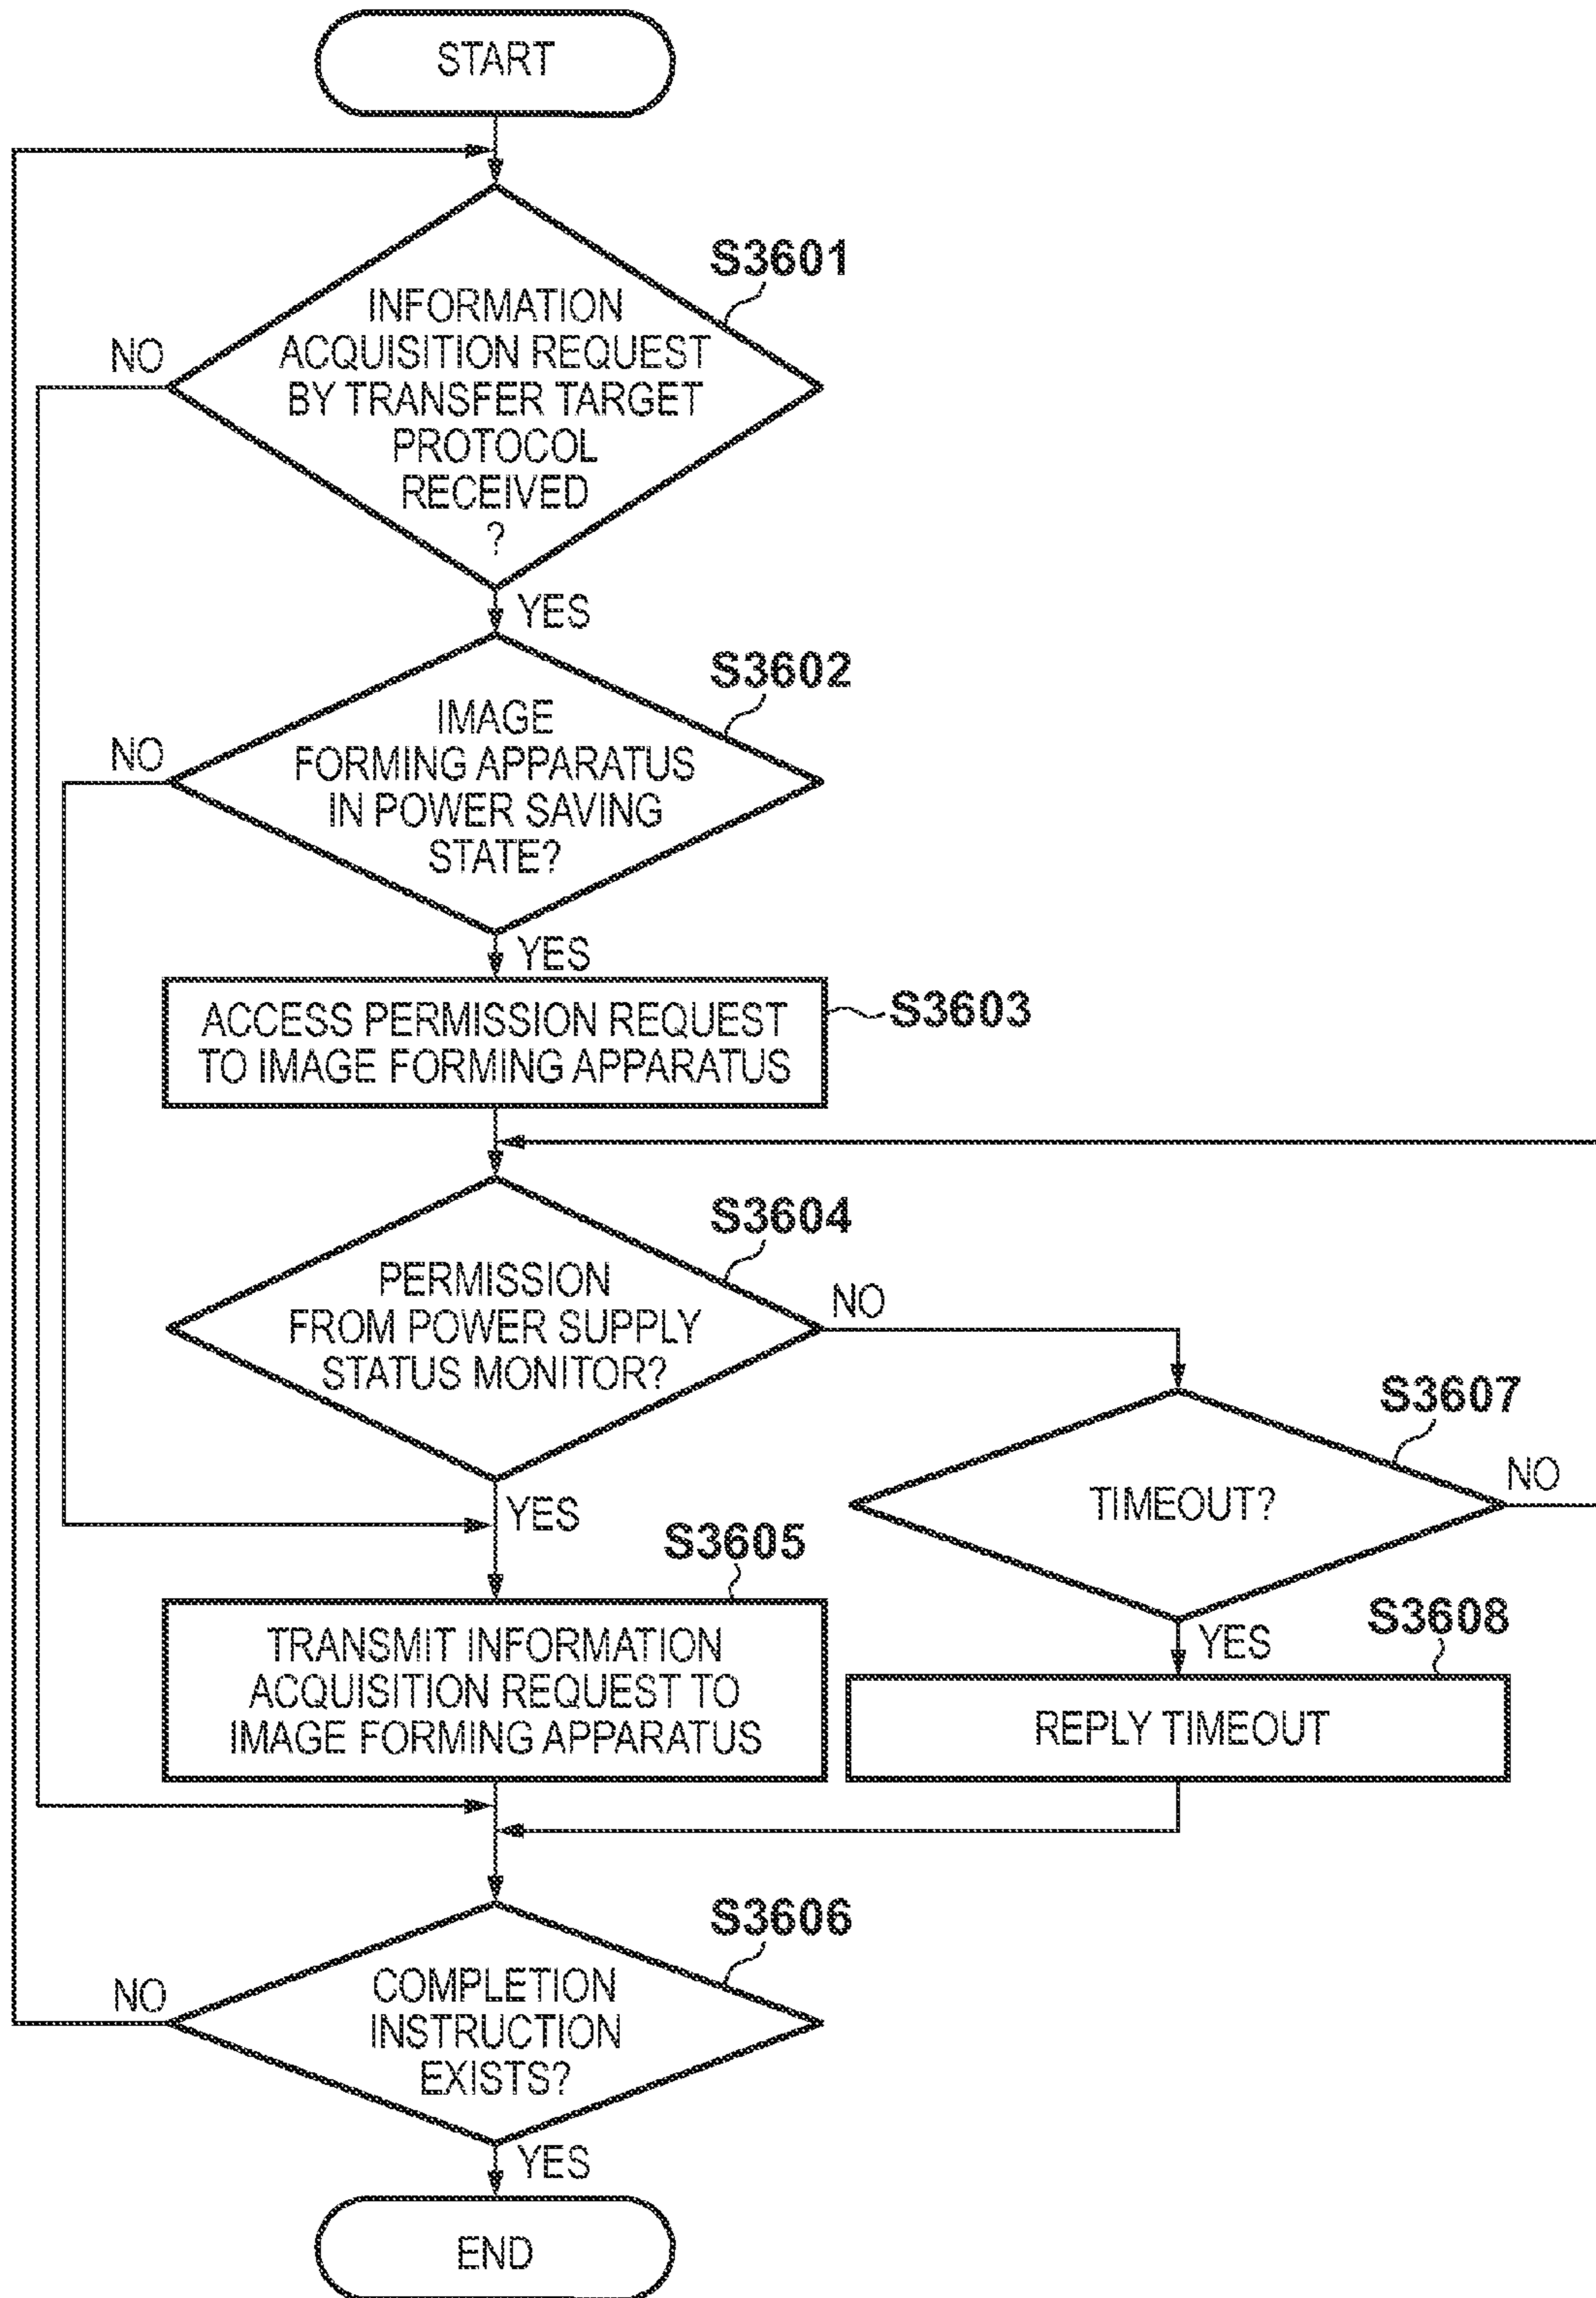 START
S3601
INFORMATION
ACQUISITION REQUEST
BY TRANSFER TARGET
PROTOCOL
RECEIVED
?
NO
YES
S3602
IMAGE
FORMING APPARATUS
IN POWER SAVING
STATE?
NO
YES
ACCESS PERMISSION REQUEST
TO IMAGE FORMING APPARATUS
S3603
S3604
PERMISSION
FROM POWER SUPPLY
STATUS MONITOR?
NO
YES
S3607
TIMEOUT?
NO
YES
S3605
TRANSMIT INFORMATION
ACQUISITION REQUEST TO
IMAGE FORMING APPARATUS
S3608
REPLY TIMEOUT
S3606
COMPLETION
INSTRUCTION
EXISTS?
NO
YES
END